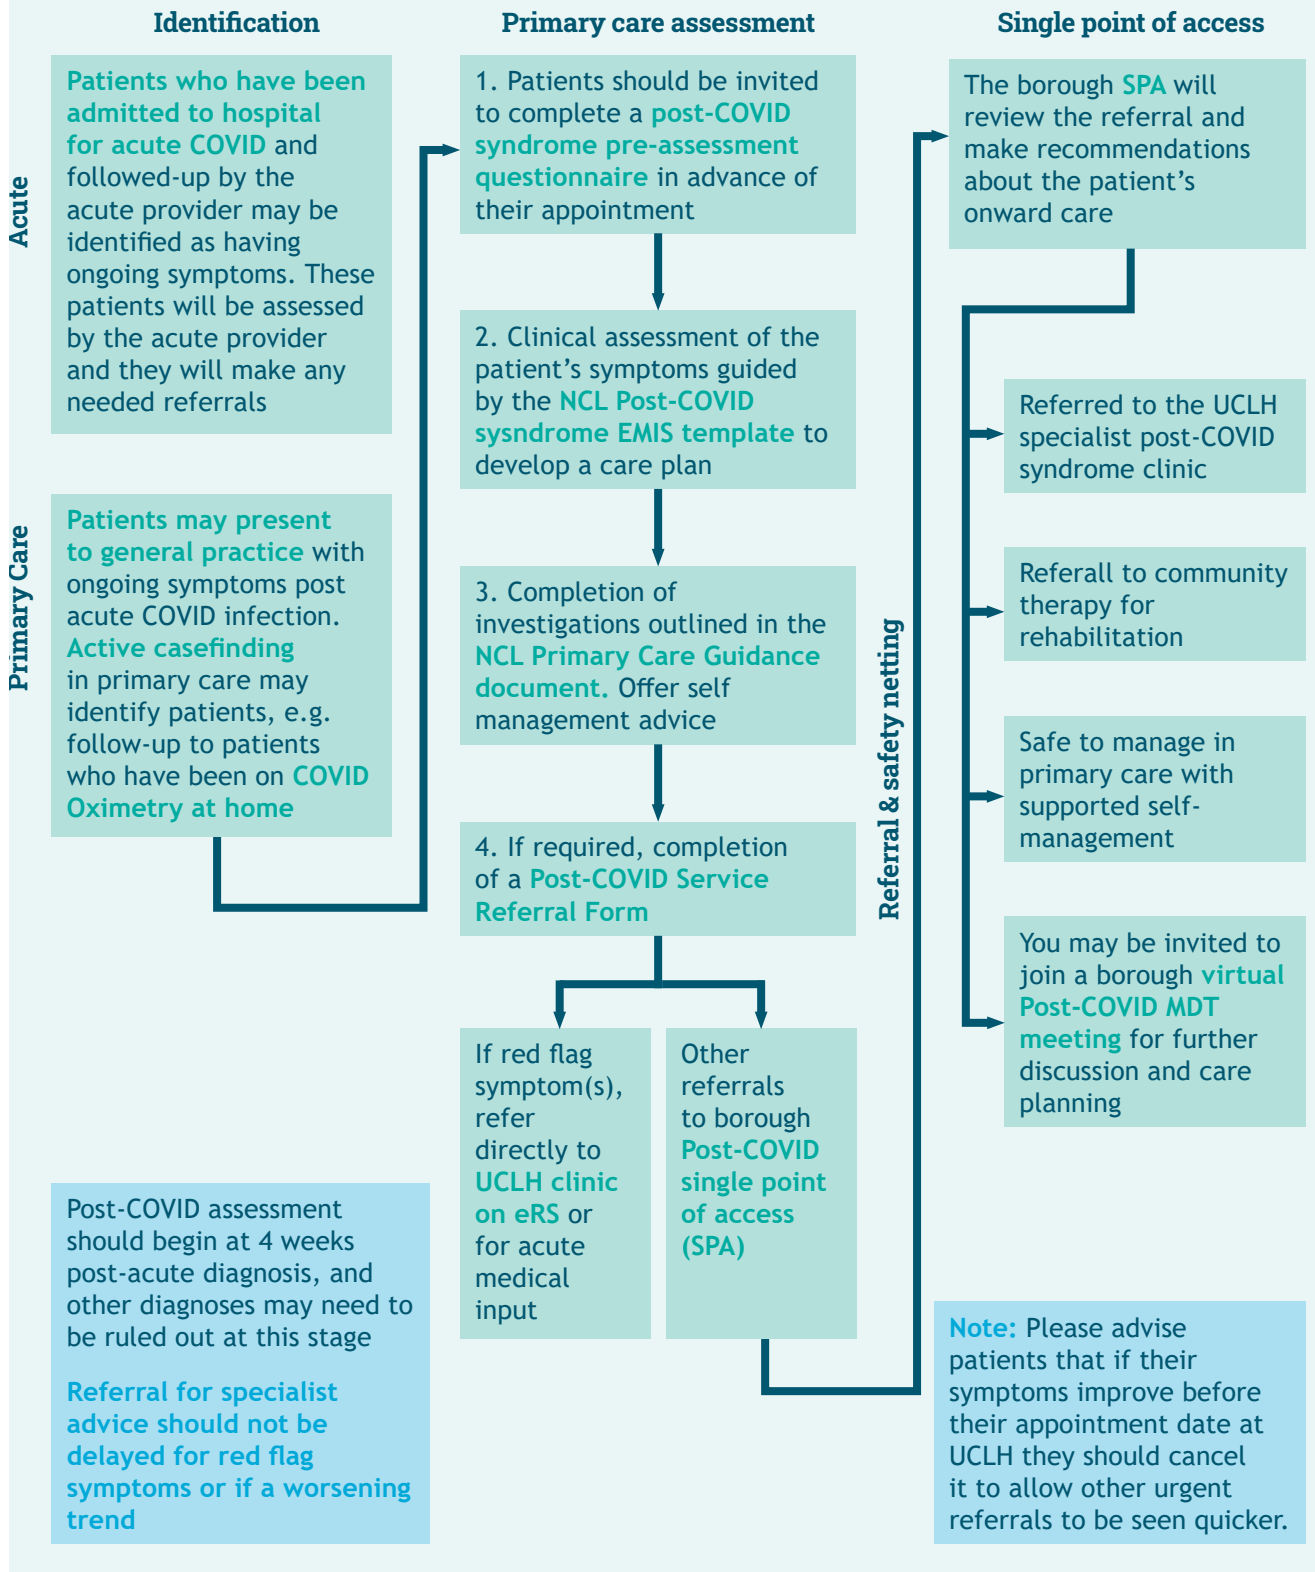 Identification
Acute
Patients who have been
admitted to hospital
for acute COVID and
followed-up by the
acute provider may be
identified as having
ongoing symptoms. These
patients will be assessed
by the acute provider
and they will make any
needed referrals
Primary Care
Patients may present
to general practice with
ongoing symptoms post
acute COVID infection.
Active casefinding
in primary care may
identify patients, e.g.
follow-up to patients
who have been on COVID
Oximetry at home
Post-COVID assessment
should begin at 4 weeks
post-acute diagnosis, and
other diagnoses may need to
be ruled out at this stage
Referral for specialist
advice should not be
delayed for red flag
symptoms or if a worsening
trend
Primary care assessment
1. Patients should be invited
to complete a post-COVID
syndrome pre-assessment
questionnaire in advance of
their appointment
2. Clinical assessment of the
patient’s symptoms guided
by the NCL Post-COVID
sysndrome EMIS template to
develop a care plan
3. Completion of
investigations outlined in the
NCL Primary Care Guidance
document. Offer self
management advice
4. If required, completion
of a Post-COVID Service
Referral Form
If red flag
symptom(s),
refer
directly to
UCLH clinic
on eRS or
for acute
medical
input
Other
referrals
to borough
Post-COVID
single point
of access
(SPA)
Referral & safety netting
Single point of access
The borough SPA will
review the referral and
make recommendations
about the patient’s
onward care
Referred to the UCLH
specialist post-COVID
syndrome clinic
Referall to community
therapy for
rehabilitation
Safe to manage in
primary care with
supported self-
management
You may be invited to
join a borough virtual
Post-COVID MDT
meeting for further
discussion and care
planning
Note: Please advise
patients that if their
symptoms improve before
their appointment date at
UCLH they should cancel
it to allow other urgent
referrals to be seen quicker.